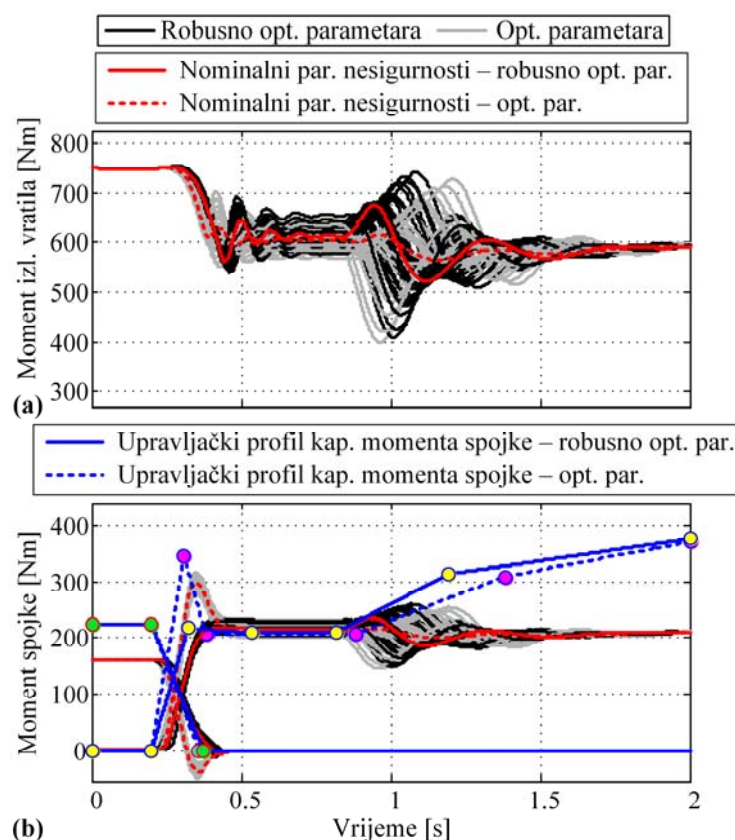 Robusno opt. parametara Opt. parametara
Nominalni par. nesigurnosti – robusno opt. par.
Nominalni par. nesigurnosti – opt. par.
Moment izl. vratila [Nm]
800
700
600
500
400
300
(a)
Upravljački profil kap. momenta spojke – robusno opt. par.
Upravljački profil kap. momenta spojke – opt. par.
Moment spojke [Nm]
400
300
200
100
0
0 0.5 1 1.5 2
(b)
Vrijeme [s]